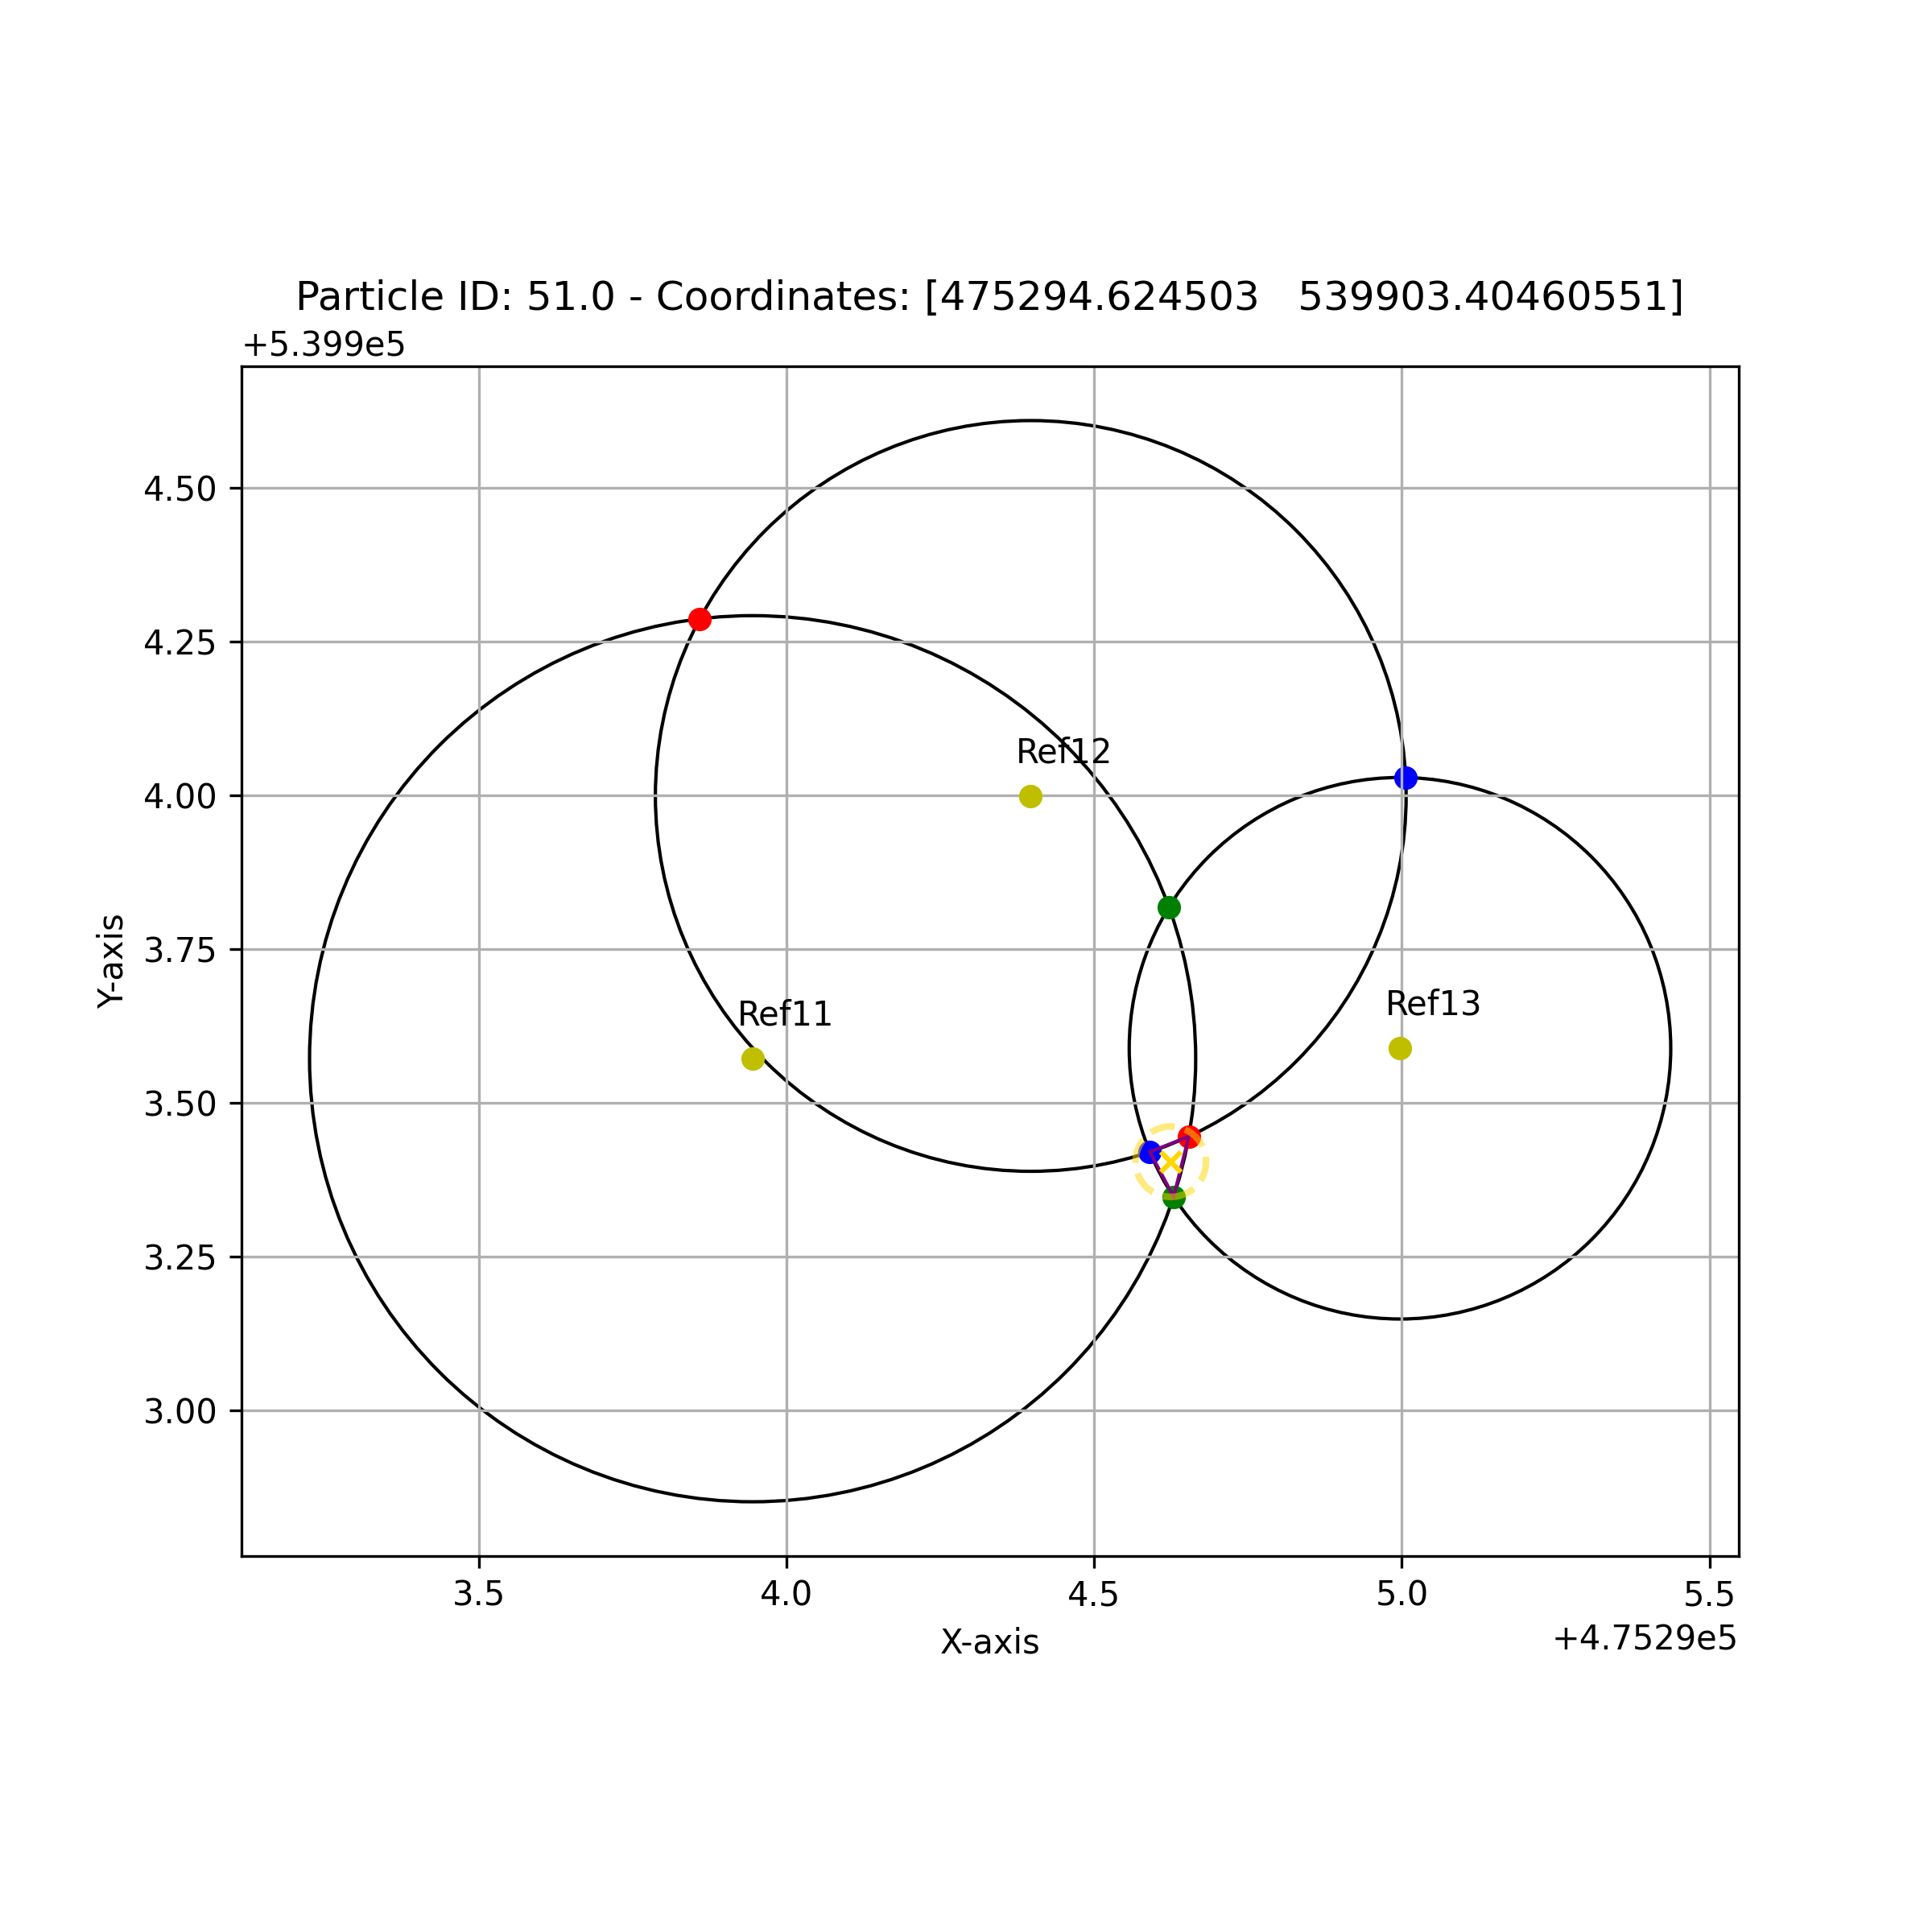 Particle ID: 51.0 - Coordinates: [475294.624503   539903.40460551]
+5.399e5
4.50
4.25
4.00
3.75
3.50
3.25
3.00
Y-axis
Ref12
Ref11
Ref13
3.5
4.0
4.5
5.0
5.5
X-axis
+4.7529e5